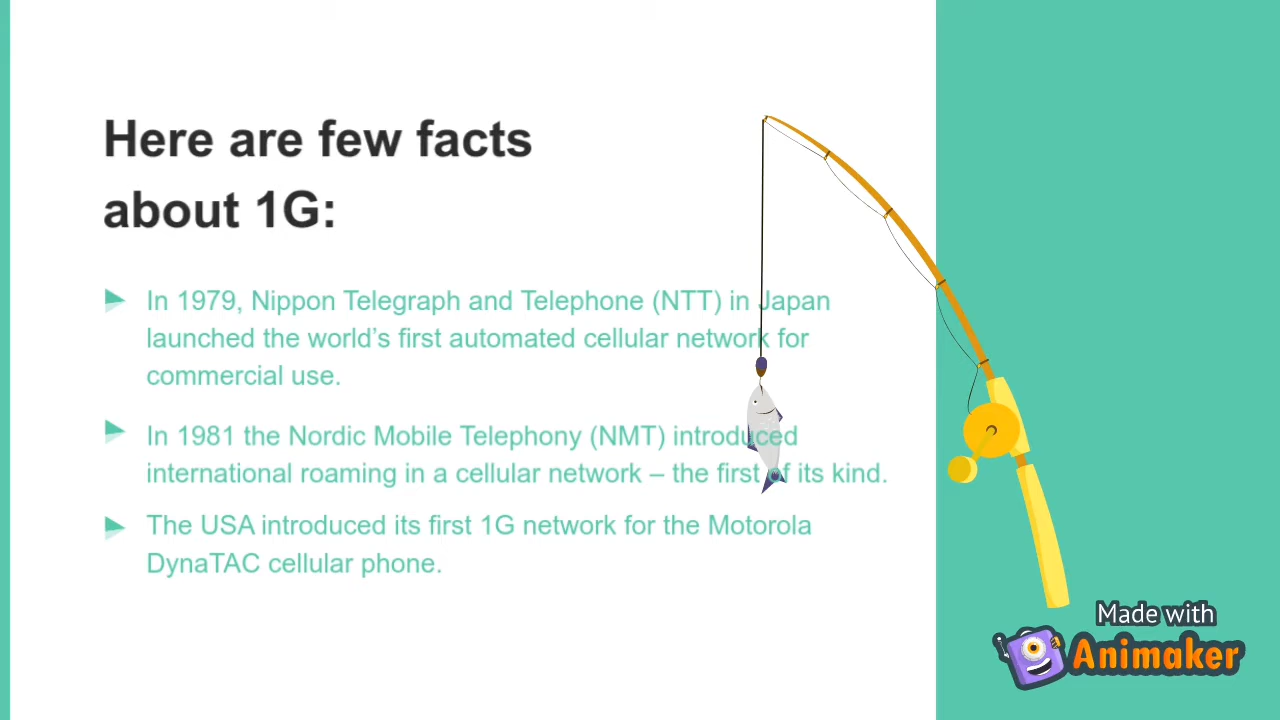 Here are few facts
about 1G:
In 1979, Nippon Telegraph and Telephone (NTT) in Japan
launched the world’s first automated cellular network for
commercial use.
In 1981 the Nordic Mobile Telephony (NMT) introduced
international roaming in a cellular network – the first of its kind.
The USA introduced its first 1G network for the Motorola
DynaTAC cellular phone.
Made with
Animaker